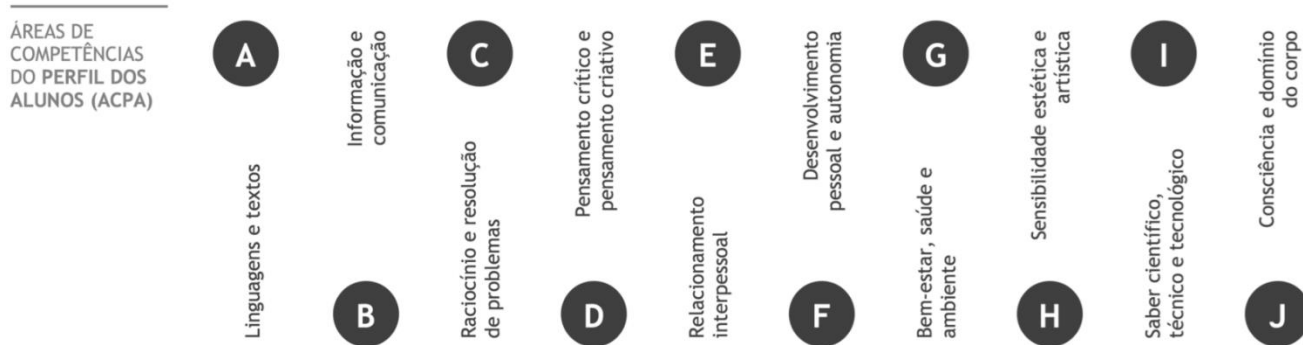 ÁREAS DE
COMPETÊNCIAS
DO PERFIL DOS
ALUNOS (ACPA)
A
Linguagens e textos
Informação e
comunicação
B
C
Raciocínio e resolução
de problemas
Pensamento crítico e
pensamento criativo
D
E
Relacionamento
interpessoal
Desenvolvimento
pessoal e autonomia
F
G
Bem-estar, saúde e
ambiente
Sensibilidade estética e
artística
H
I
Saber científico,
técnico e tecnológico
Consciência e domínio
do corpo
J